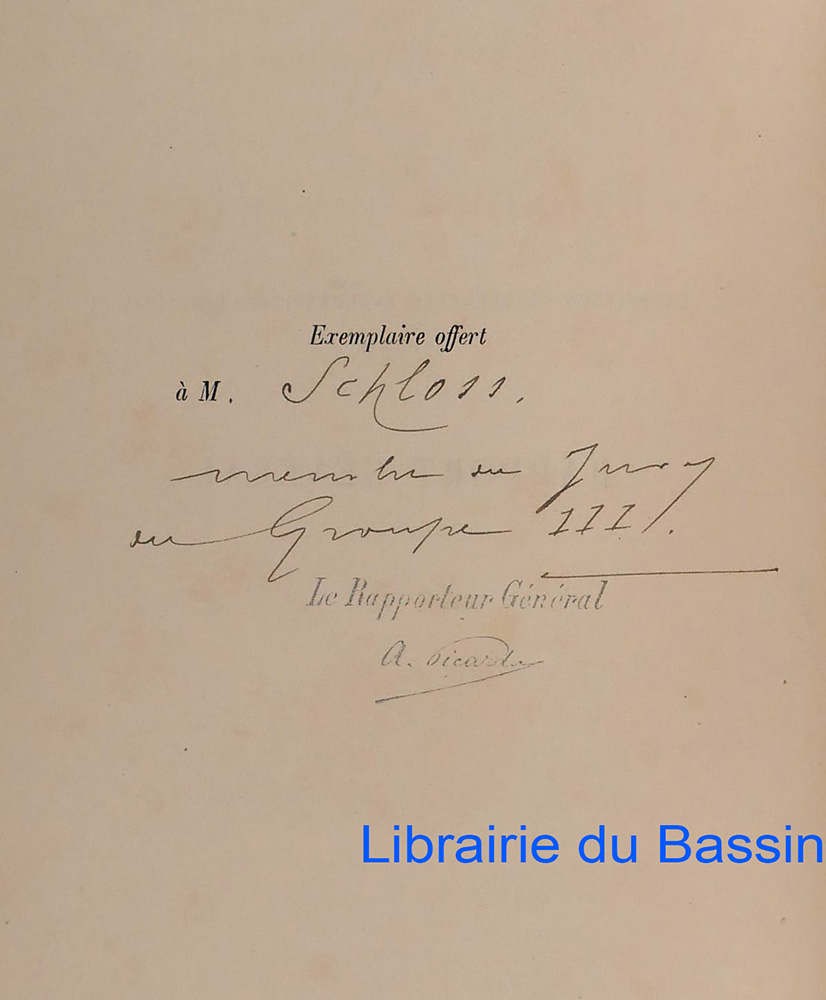 Exemplaire offert
à M. Schloss.
membre du Jury
du Groupe III.
Le Rapporteur Général
A. Picard
Librairie du Bassin